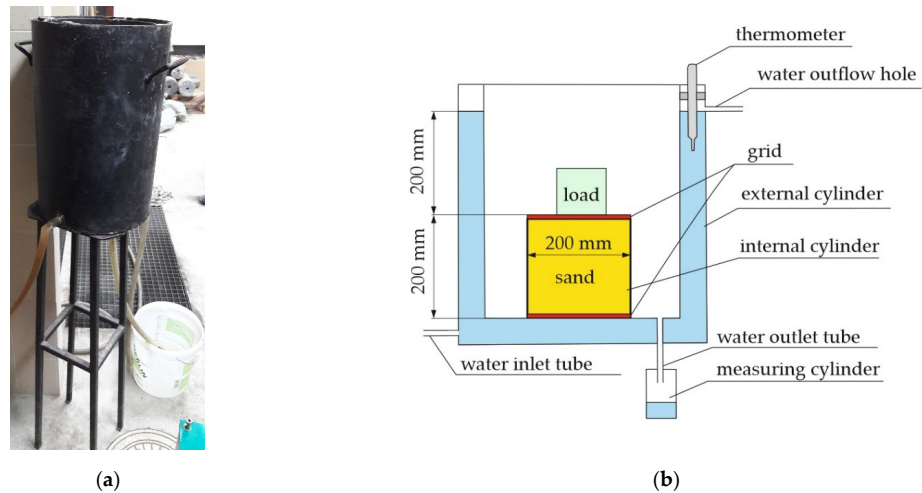 thermometer
water outflow hole
200 mm
grid
load
external cylinder
200 mm
200 mm
internal cylinder
sand
water inlet tube
water outlet tube
measuring cylinder
(a)
(b)